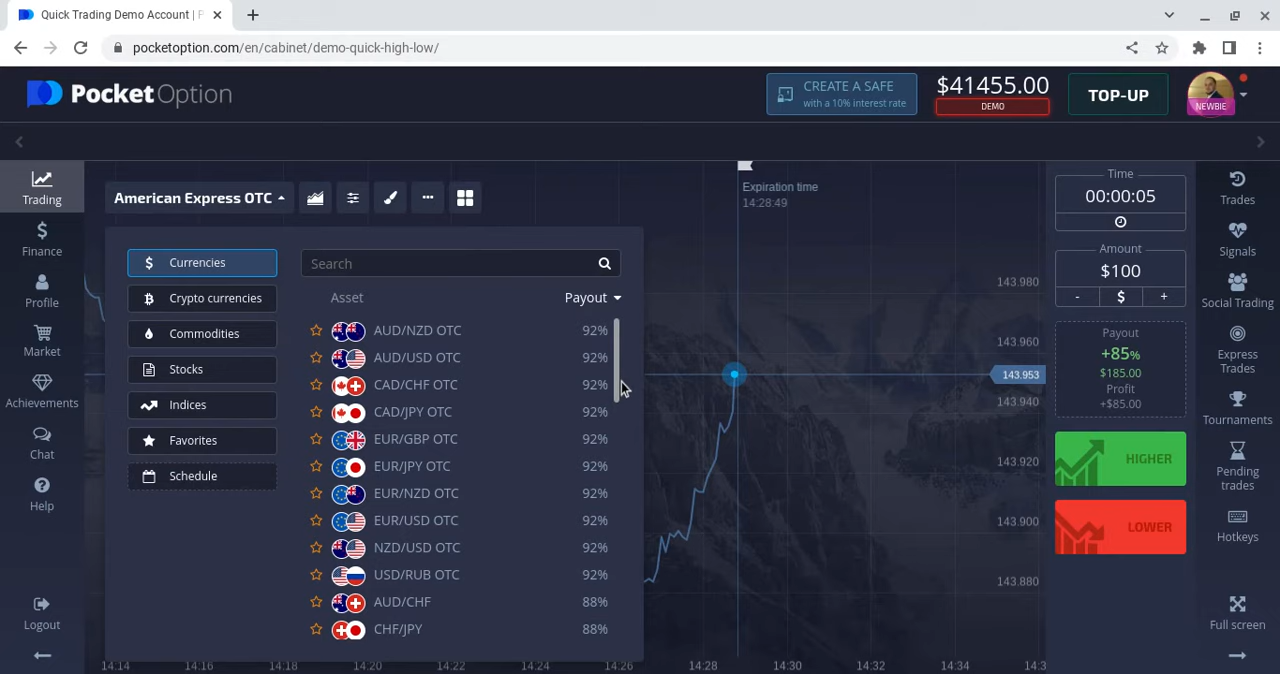 Quick Trading Demo Account |
pocketoption.com/en/cabinet/demo-quick-high-low/
PocketOption
CREATE A SAFE
with a 10% interest rate
$41455.00
DEMO
TOP-UP
NEWBIE
Trading
Finance
Profile
Market
Achievements
Chat
Help
Logout
American Express OTC
Expiration time
14:28:49
Currencies
Crypto currencies
Commodities
Stocks
Indices
Favorites
Schedule
Search
Asset Payout
AUD/NZD OTC 92%
AUD/USD OTC 92%
CAD/CHF OTC 92%
CAD/JPY OTC 92%
EUR/GBP OTC 92%
EUR/JPY OTC 92%
EUR/NZD OTC 92%
EUR/USD OTC 92%
NZD/USD OTC 92%
USD/RUB OTC 92%
AUD/CHF 88%
CHF/JPY 88%
143.980
143.960
143.953
143.940
143.920
143.900
143.880
14:14 14:16 14:18 14:20 14:22 14:24 14:26 14:28 14:30 14:32 14:34
Time
00:00:05
Amount
$100
- $ +
Payout
+85%
$185.00
Profit
+$85.00
HIGHER
LOWER
Trades
Signals
Social Trading
Express
Trades
Tournaments
Pending
trades
Hotkeys
Full screen